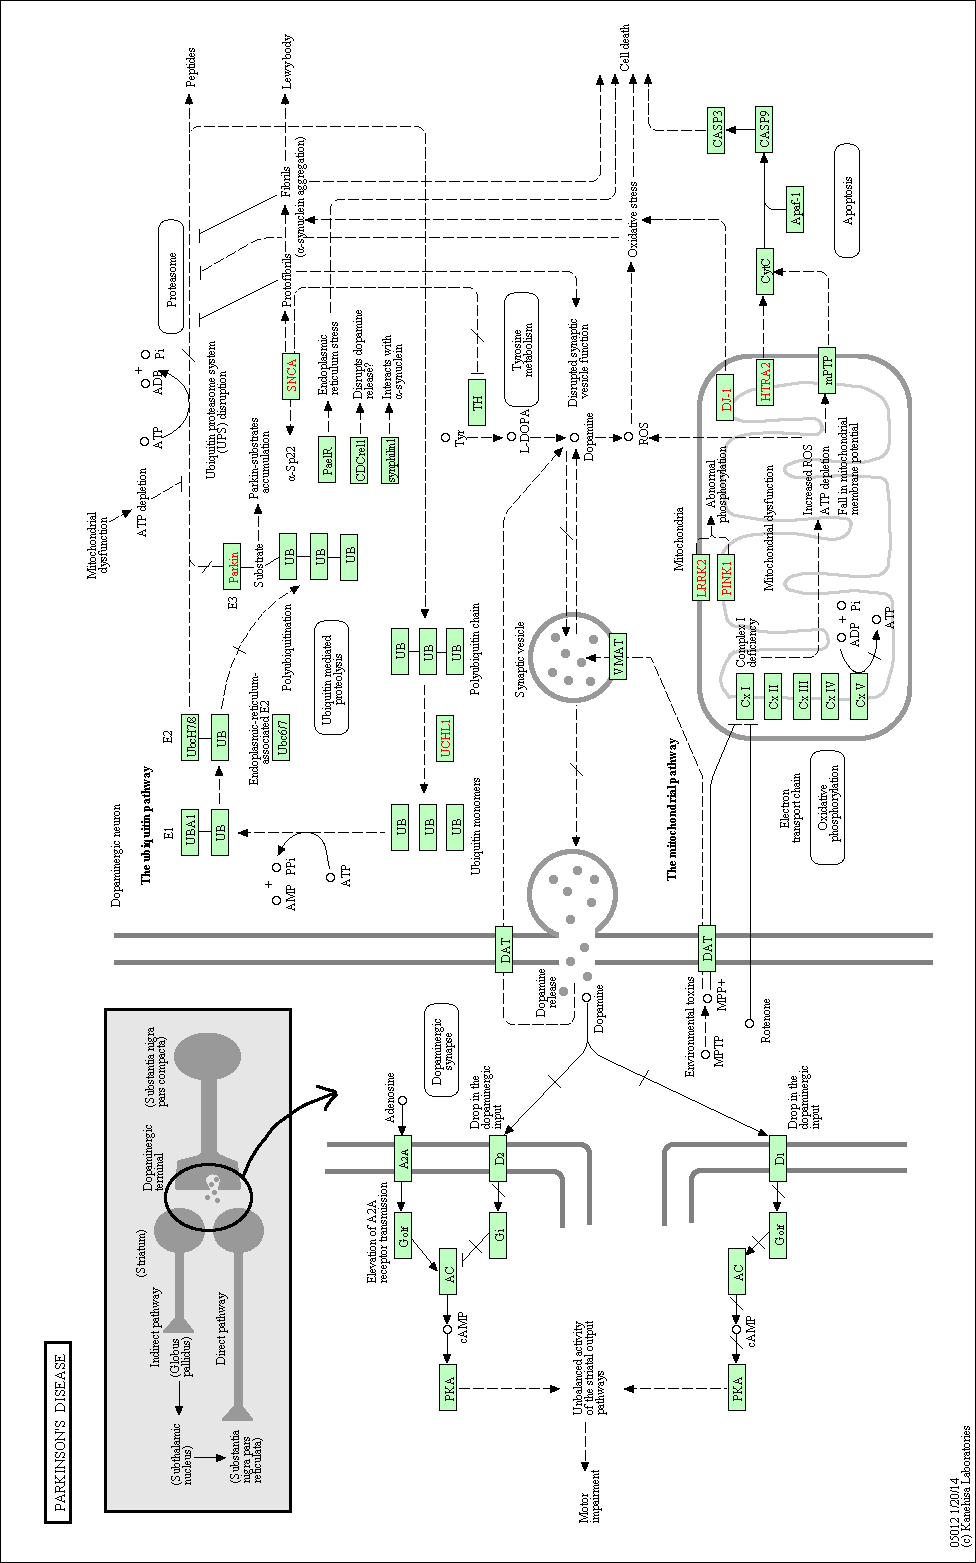 PARKINSON'S DISEASE
(Substantia nigra
pars compacta)
Dopaminergic
terminal
(Striatum)
Indirect pathway
(Globus
pallidus)
Direct pathway
(Subthalamic
nucleus)
(Substantia
nigra pars
reticulata)
Dopaminergic neuron
The ubiquitin pathway
E1
UBA1
UB
E2
UbcH7/8
UB
Endoplasmic-reticulum-
associated E2
Ubc6/7
Polyubiquitination
Ubiquitin mediated
proteolysis
E3
Parkin
Substrate
UB
UB
UB
Parkin-substrates
accumulation
Mitochondrial
dysfunction
ATP depletion
ATP
ADP
+
Pi
Ubiquitin proteasome system
(UPS) disruption
Proteasome
Peptides
AMP
+
PPi
ATP
UB
UB
UB
Ubiquitin monomers
UCHL1
UB
UB
UB
Polyubiquitin chain
SNCA
α-Sp22
Protofibrils
Fibrils
(α-synuclein aggregation)
Lewy body
PaelR
Endoplasmic
reticulum stress
CDCrel1
Disrupts dopamine
release?
synphilin1
Interacts with
α-synuclein
TH
Tyrosine
metabolism
Tyr
L-DOPA
Dopamine
ROS
Disrupted synaptic
vesicle function
Oxidative stress
Cell death
Synaptic vesicle
VMAT
DAT
Dopamine
release
Dopamine
Dopaminergic
synapse
The mitochondrial pathway
DAT
Environmental toxins
MPTP
MPP+
Rotenone
Electron
transport chain
Oxidative
phosphorylation
Cx I
Cx II
Cx III
Cx IV
Cx V
Complex I
deficiency
ADP
+
Pi
ATP
Mitochondria
LRRK2
PINK1
Abnormal
phosphorylation
Mitochondrial dysfunction
Increased ROS
ATP depletion
Fall in mitochondrial
membrane potential
DJ-1
HTRA2
mPTP
CytC
Apaf-1
CASP9
CASP3
Apoptosis
Adenosine
A2A
Elevation of A2A
receptor transmission
Golf
AC
cAMP
PKA
Drop in the
dopaminergic
input
D2
Gi
Drop in the
dopaminergic
input
D1
Golf
AC
cAMP
PKA
Unbalanced activity
of the striatal output
pathways
Motor
impairment
05012 1/20/14
(c) Kanehisa Laboratories